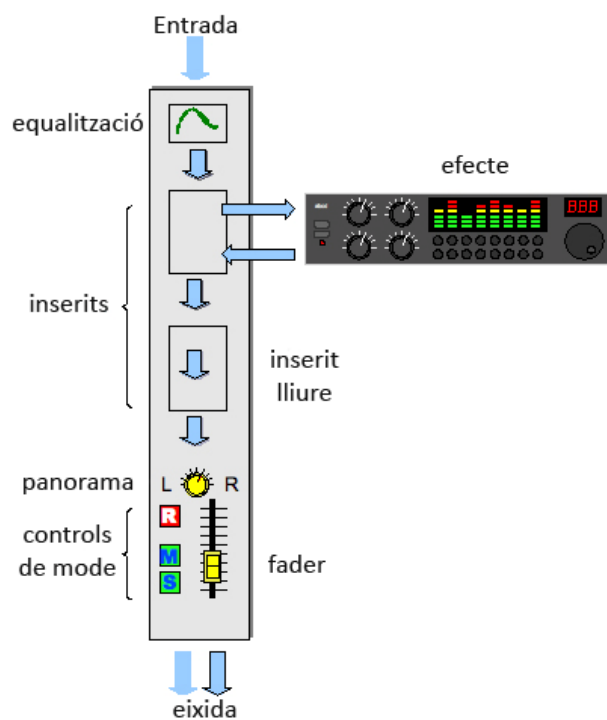 Entrada
equalització
efecte
inserits
inserit
lliure
panorama
L
R
controls
de mode
R
M
S
fader
eixida